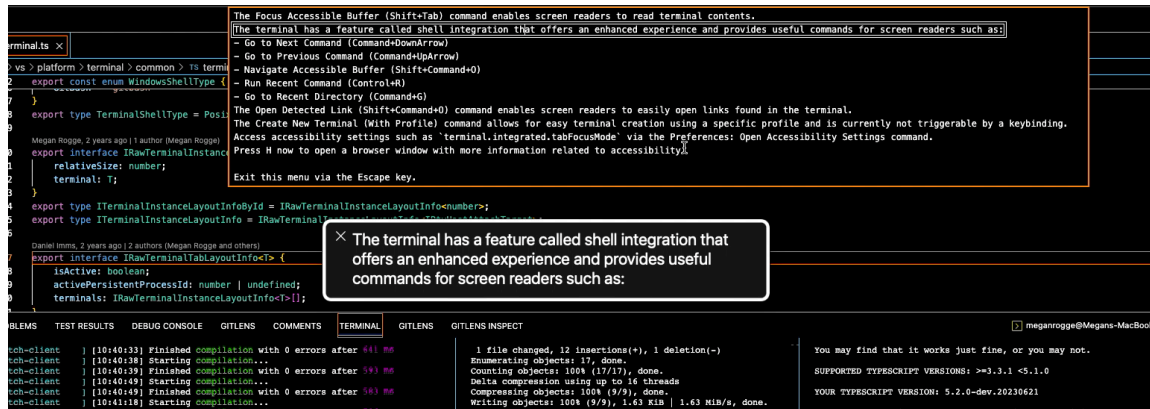 The Focus Accessible Buffer (Shift+Tab) command enables screen readers to read terminal contents.
The terminal has a feature called shell integration that offers an enhanced experience and provides useful commands for screen readers such as:
- Go to Next Command (Command+DownArrow)
- Go to Previous Command (Command+UpArrow)
- Navigate Accessible Buffer (Shift+Command+O)
- Run Recent Command (Control+R)
- Go to Recent Directory (Command+G)
The Open Detected Link (Shift+Command+O) command enables screen readers to easily open links found in the terminal.
The Create New Terminal (With Profile) command allows for easy terminal creation using a specific profile and is currently not triggerable by a keybinding.
Access accessibility settings such as `terminal.integrated.tabFocusMode` via the Preferences: Open Accessibility Settings command.
Press H now to open a browser window with more information related to accessibility.
Exit this menu via the Escape key.
erminal.ts ×
> vs > platform > terminal > common > TS termi
2 export const enum WindowsShellType {
7 }
8 export type TerminalShellType = Posi
9
Megan Rogge, 2 years ago | 1 author (Megan Rogge)
0 export interface IRawTerminalInstance
1 relativeSize: number;
2 terminal: T;
3 }
4 export type ITerminalInstanceLayoutInfoById = IRawTerminalInstanceLayoutInfo<number>;
5 export type ITerminalInstanceLayoutInfo = IRawTerminalInstanceLayoutInfo<IPtyHostAttachTarget>;
Daniel Imms, 2 years ago | 2 authors (Megan Rogge and others)
7 export interface IRawTerminalTabLayoutInfo<T> {
8 isActive: boolean;
9 activePersistentProcessId: number | undefined;
0 terminals: IRawTerminalInstanceLayoutInfo<T>[];
× The terminal has a feature called shell integration that
offers an enhanced experience and provides useful
commands for screen readers such as:
BLEMS TEST RESULTS DEBUG CONSOLE GITLENS COMMENTS TERMINAL GITLENS GITLENS INSPECT
meganrogge@Megans-MacBook
tch-client ] [10:40:33] Finished compilation with 0 errors after 641 ms
tch-client ] [10:40:38] Starting compilation...
tch-client ] [10:40:39] Finished compilation with 0 errors after 593 ms
tch-client ] [10:40:49] Starting compilation...
tch-client ] [10:40:49] Finished compilation with 0 errors after 583 ms
tch-client ] [10:41:18] Starting compilation...
1 file changed, 12 insertions(+), 1 deletion(-)
Enumerating objects: 17, done.
Counting objects: 100% (17/17), done.
Delta compression using up to 16 threads
Compressing objects: 100% (9/9), done.
Writing objects: 100% (9/9), 1.63 KiB | 1.63 MiB/s, done.
You may find that it works just fine, or you may not.
SUPPORTED TYPESCRIPT VERSIONS: >=3.3.1 <5.1.0
YOUR TYPESCRIPT VERSION: 5.2.0-dev.20230621